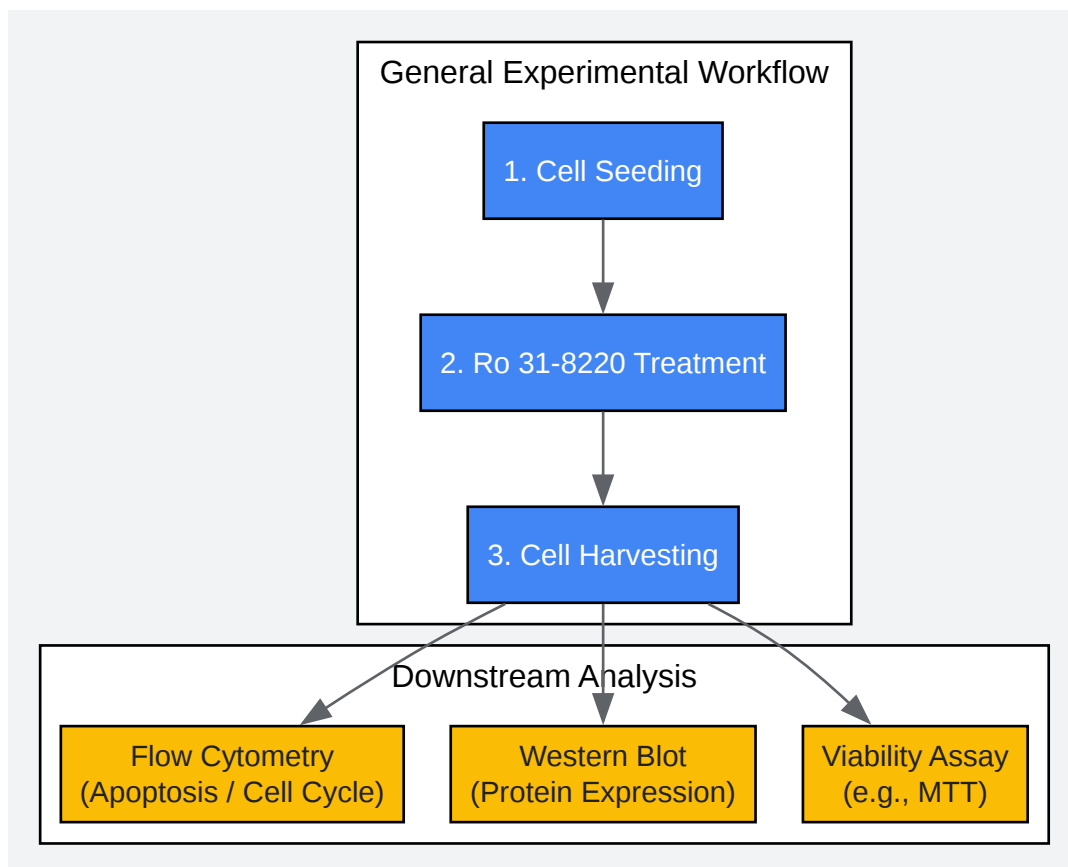 General Experimental Workflow
1. Cell Seeding
2. Ro 31-8220 Treatment
3. Cell Harvesting
Downstream Analysis
Flow Cytometry
(Apoptosis / Cell Cycle)
Western Blot
(Protein Expression)
Viability Assay
(e.g., MTT)